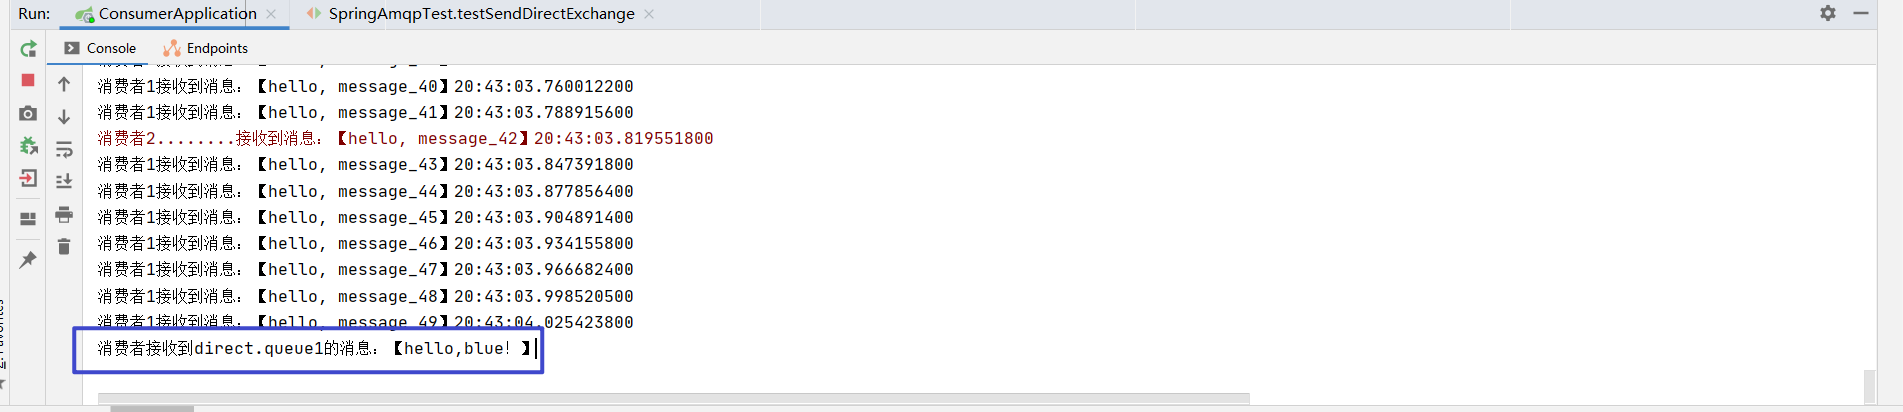 Run: ConsumerApplication SpringAmqpTest.testSendDirectExchange
Console Endpoints
消费者1接收到消息:【hello, message_40】20:43:03.760012200
消费者1接收到消息:【hello, message_41】20:43:03.788915600
消费者2........接收到消息:【hello, message_42】20:43:03.819551800
消费者1接收到消息:【hello, message_43】20:43:03.847391800
消费者1接收到消息:【hello, message_44】20:43:03.877856400
消费者1接收到消息:【hello, message_45】20:43:03.904891400
消费者1接收到消息:【hello, message_46】20:43:03.934155800
消费者1接收到消息:【hello, message_47】20:43:03.966682400
消费者1接收到消息:【hello, message_48】20:43:03.998520500
消费者1接收到消息:【hello, message_49】20:43:04.025423800
消费者接收到direct.queue1的消息:【hello,blue! 】